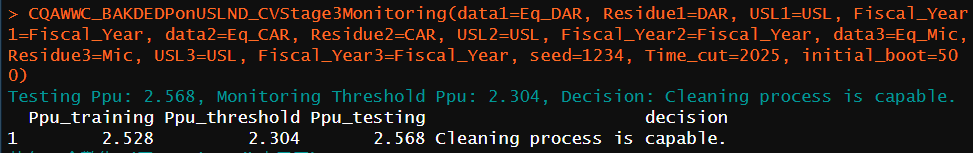 > CQAWWC_BAKDEDPonUSLND_CVStage3Monitoring(data1=Eq_DAR, Residue1=DAR, USL1=USL, Fiscal_Year
1=Fiscal_Year, data2=Eq_CAR, Residue2=CAR, USL2=USL, Fiscal_Year2=Fiscal_Year, data3=Eq_Mic,
Residue3=Mic, USL3=USL, Fiscal_Year3=Fiscal_Year, seed=1234, Time_cut=2025, initial_boot=50
0)
Testing Ppu: 2.568, Monitoring Threshold Ppu: 2.304, Decision: Cleaning process is capable.
Ppu_training Ppu_threshold Ppu_testing decision
1 2.528 2.304 2.568 Cleaning process is capable.